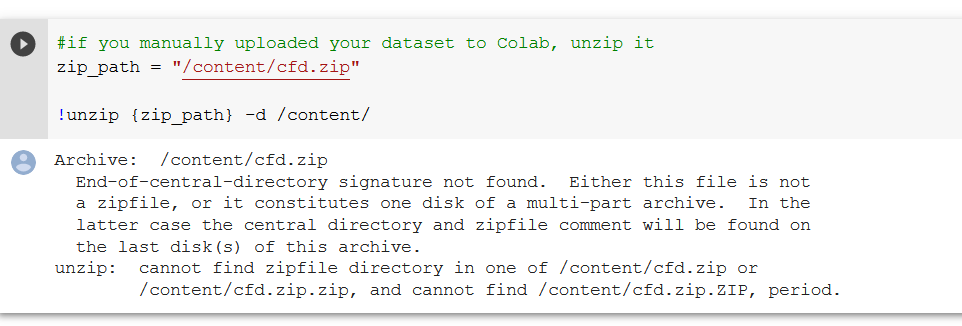 #if you manually uploaded your dataset to Colab, unzip it
zip_path = "/content/cfd.zip"
!unzip {zip_path} -d /content/
Archive:  /content/cfd.zip
  End-of-central-directory signature not found.  Either this file is not
  a zipfile, or it constitutes one disk of a multi-part archive.  In the
  latter case the central directory and zipfile comment will be found on
  the last disk(s) of this archive.
unzip:  cannot find zipfile directory in one of /content/cfd.zip or
        /content/cfd.zip.zip, and cannot find /content/cfd.zip.ZIP, period.